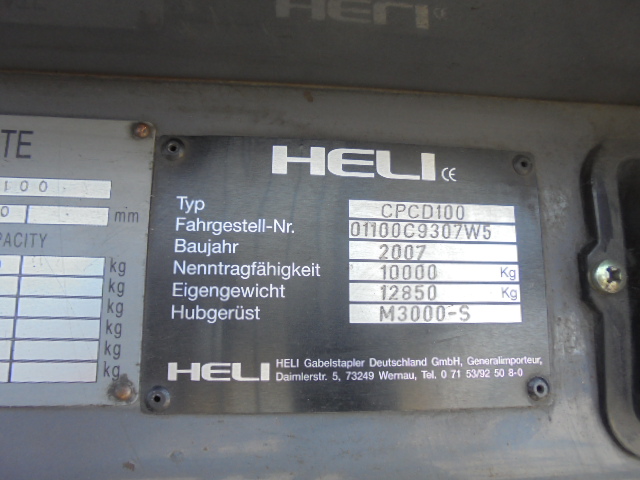 HELI CE
TE
100
0 mm
PACITY
kg
kg
kg
kg
kg
kg
HELI CE
Typ CPCD100
Fahrgestell-Nr. 01100C9307W5
Baujahr 2007
Nenntragfähigkeit 10000 Kg
Eigengewicht 12850 Kg
Hubgerüst M3000-S
HELI HELI Gabelstapler Deutschland GmbH, Generalimporteur,
Daimlerstr. 5, 73249 Wernau, Tel. 0 71 53/92 50 8-0